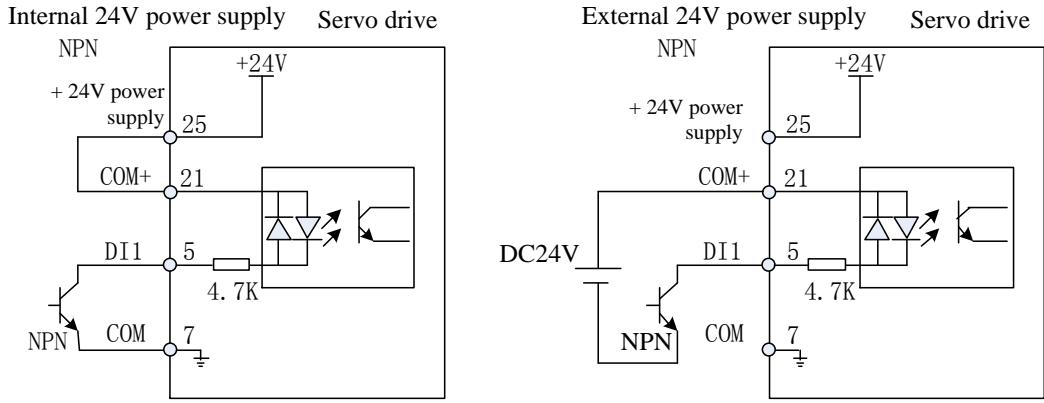 Internal 24V power supply
Servo drive
NPN
+24V
+ 24V power
supply
25
COM+
21
DI1
5
4.7K
NPN
COM
7
External 24V power supply
Servo drive
NPN
+24V
+ 24V power
supply
25
COM+
21
DC24V
DI1
5
4.7K
NPN
COM
7